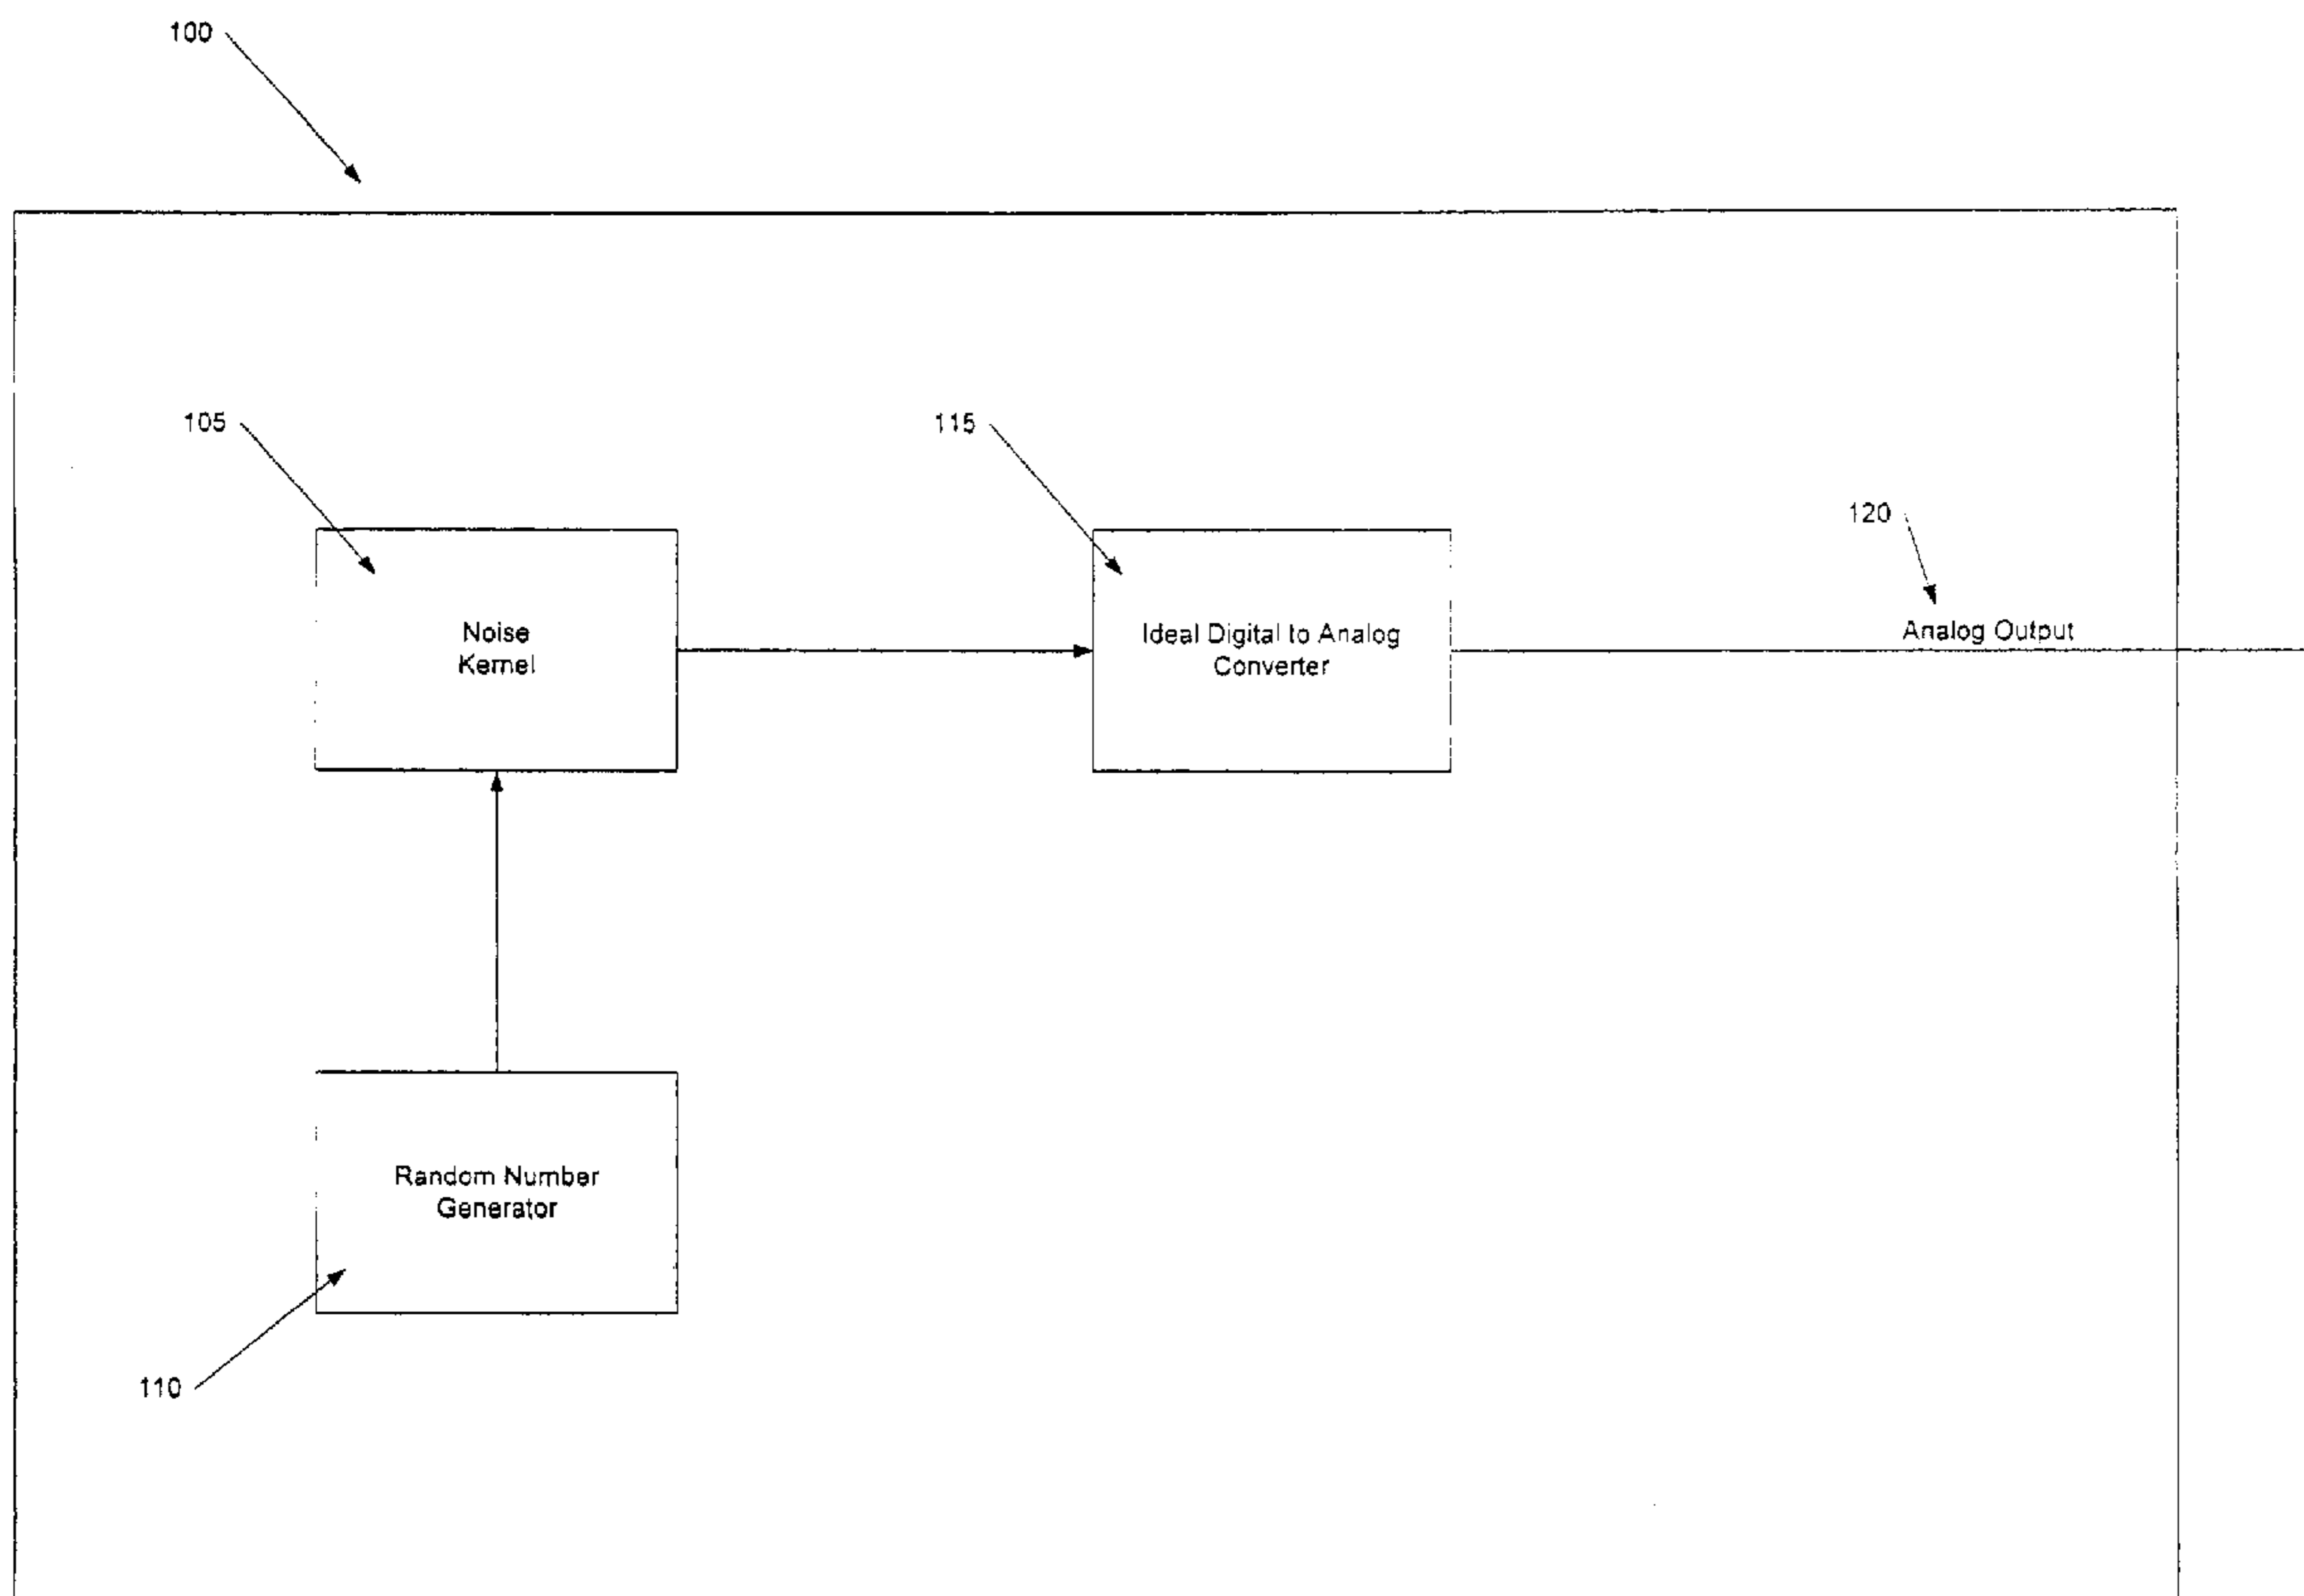 100
105
115
120
Noise
Kernel
Ideal Digital to Analog
Converter
Analog Output
Random Number
Generator
110